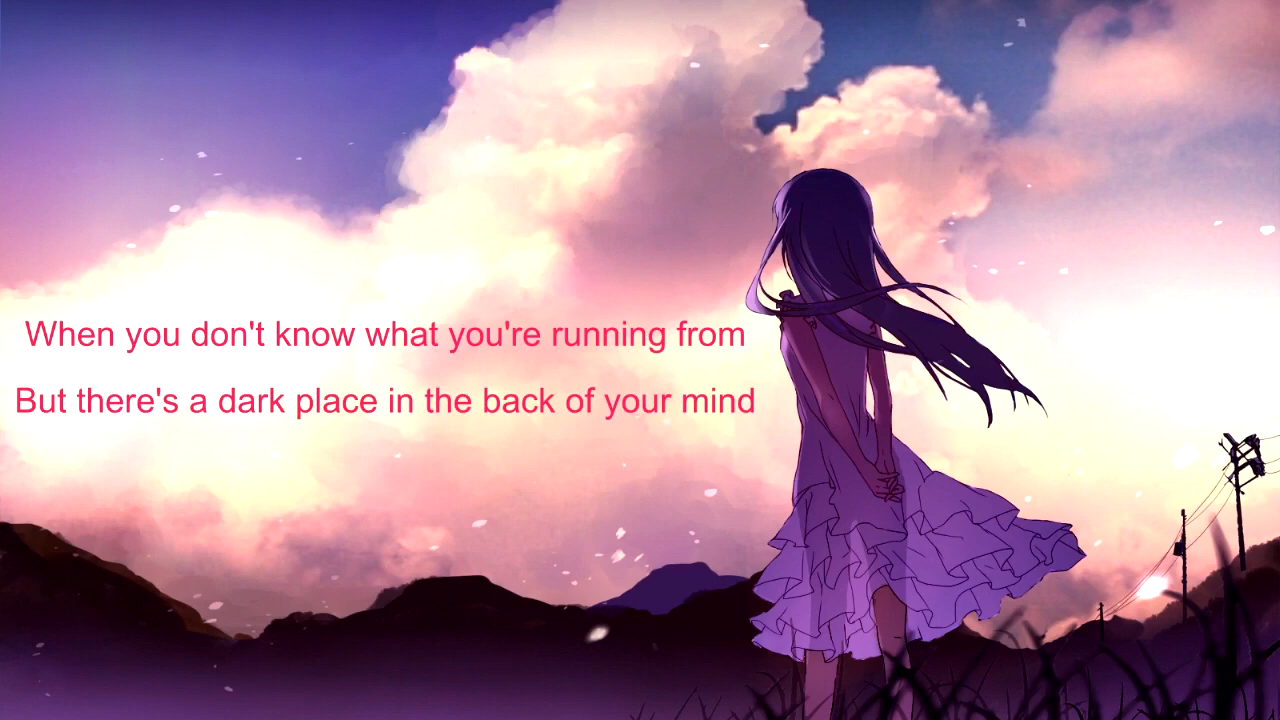 When you don't know what you're running from
But there's a dark place in the back of your mind